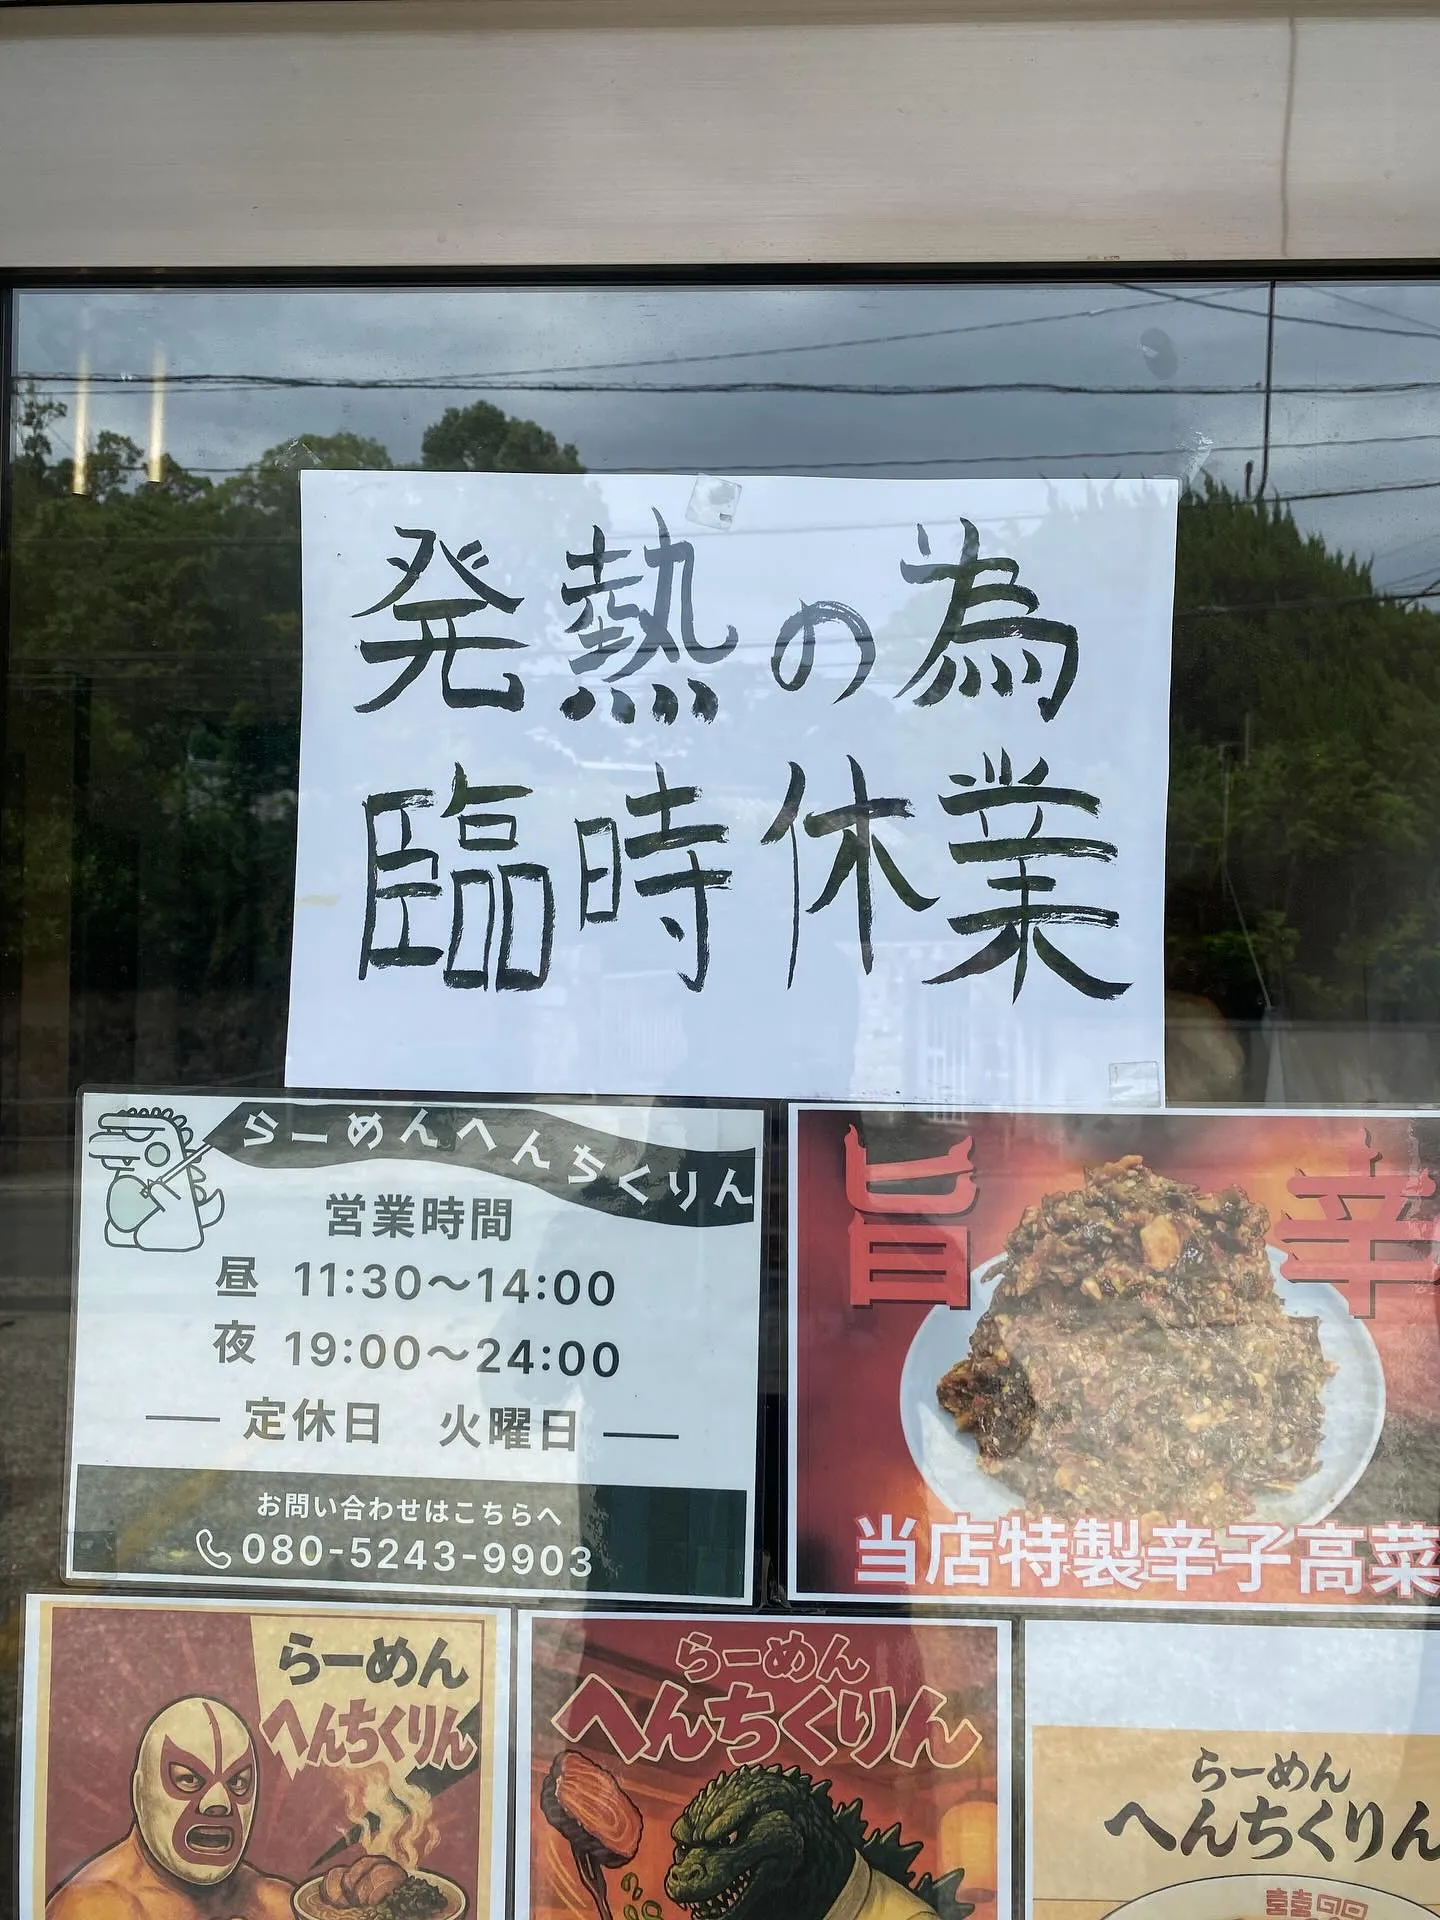 発熱の為
臨時休業
らーめんへんちくりん
営業時間
昼 11:30〜14:00
夜 19:00〜24:00
定休日 火曜日
お問い合わせはこちらへ
080-5243-9903
旨 辛
当店特製辛子高菜
らーめん
へんちくりん
らーめん
へんちくりん
らーめん
へんちくりん